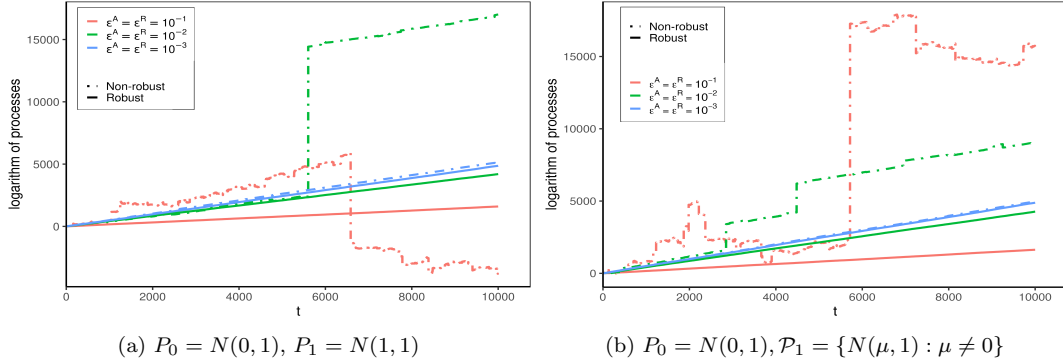 ε^A = ε^R = 10^-1
ε^A = ε^R = 10^-2
ε^A = ε^R = 10^-3
Non-robust
Robust
logarithm of processes
15000
10000
5000
0
0 2000 4000 6000 8000 10000
t
(a) P_0 = N(0, 1), P_1 = N(1, 1)
Non-robust
Robust
ε^A = ε^R = 10^-1
ε^A = ε^R = 10^-2
ε^A = ε^R = 10^-3
logarithm of processes
15000
10000
5000
0
0 2000 4000 6000 8000 10000
t
(b) P_0 = N(0, 1), 𝒫_1 = {N(μ, 1) : μ ≠ 0}